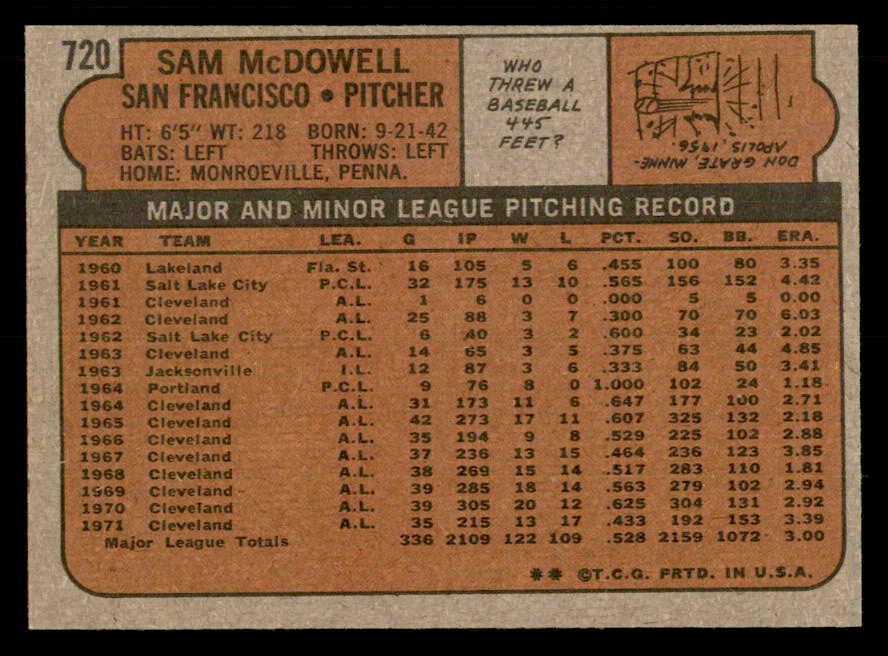 720
SAM McDOWELL
SAN FRANCISCO • PITCHER
HT: 6'5" WT: 218 BORN: 9-21-42
BATS: LEFT THROWS: LEFT
HOME: MONROEVILLE, PENNA.
WHO
THREW A
BASEBALL
445
FEET?
DON GRATE, MINNE-
APOLIS, 1956.
MAJOR AND MINOR LEAGUE PITCHING RECORD
YEAR TEAM LEA. G IP W L PCT. SO. BB. ERA.
1960 Lakeland Fla. St. 16 105 5 6 .455 100 80 3.35
1961 Salt Lake City P.C.L. 32 175 13 10 .565 156 152 4.42
1961 Cleveland A.L. 1 6 0 0 .000 5 5 0.00
1962 Cleveland A.L. 25 88 3 7 .300 70 70 6.03
1962 Salt Lake City P.C.L. 6 40 3 2 .600 34 23 2.02
1963 Cleveland A.L. 14 65 3 5 .375 63 44 4.85
1963 Jacksonville I.L. 12 87 3 6 .333 84 50 3.41
1964 Portland P.C.L. 9 76 8 0 1.000 102 24 1.18
1964 Cleveland A.L. 31 173 11 6 .647 177 100 2.71
1965 Cleveland A.L. 42 273 17 11 .607 325 132 2.18
1966 Cleveland A.L. 35 194 9 8 .529 225 102 2.88
1967 Cleveland A.L. 37 236 13 15 .464 236 123 3.85
1968 Cleveland A.L. 38 269 15 14 .517 283 110 1.81
1969 Cleveland A.L. 39 285 18 14 .563 279 102 2.94
1970 Cleveland A.L. 39 305 20 12 .625 304 131 2.92
1971 Cleveland A.L. 35 215 13 17 .433 192 153 3.39
Major League Totals 336 2109 122 109 .528 2159 1072 3.00
** ©T.C.G. PRTD. IN U.S.A.